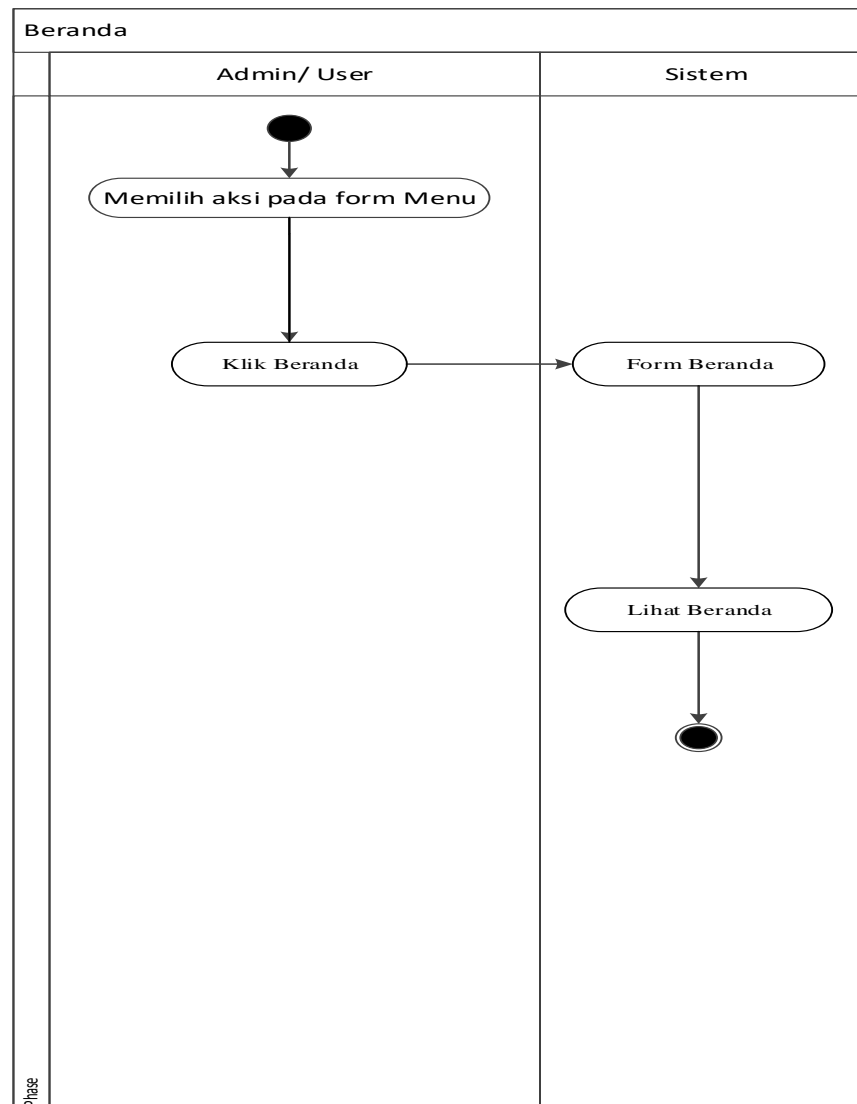 Beranda
Admin/ User
Sistem
Memilih aksi pada form Menu
Klik Beranda
Form Beranda
Lihat Beranda
Phase